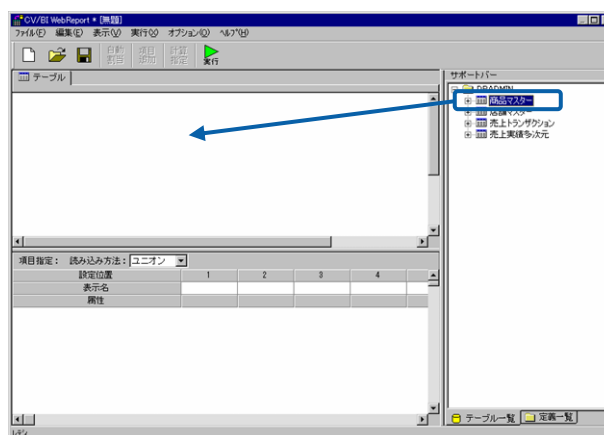 CV/BI WebReport * [無題]
ファイル(F) 編集(E) 表示(V) 実行(X) オプション(O) ヘルプ(H)
自動割当 項目追加 計算指定 実行
テーブル
サポートバー
DBADMIN
商品マスター
店舗マスター
売上トランザクション
売上実績多次元
項目指定: 読み込み方法: ユニオン
設定位置 1 2 3 4
表示名
属性
テーブル一覧 定義一覧
レディ